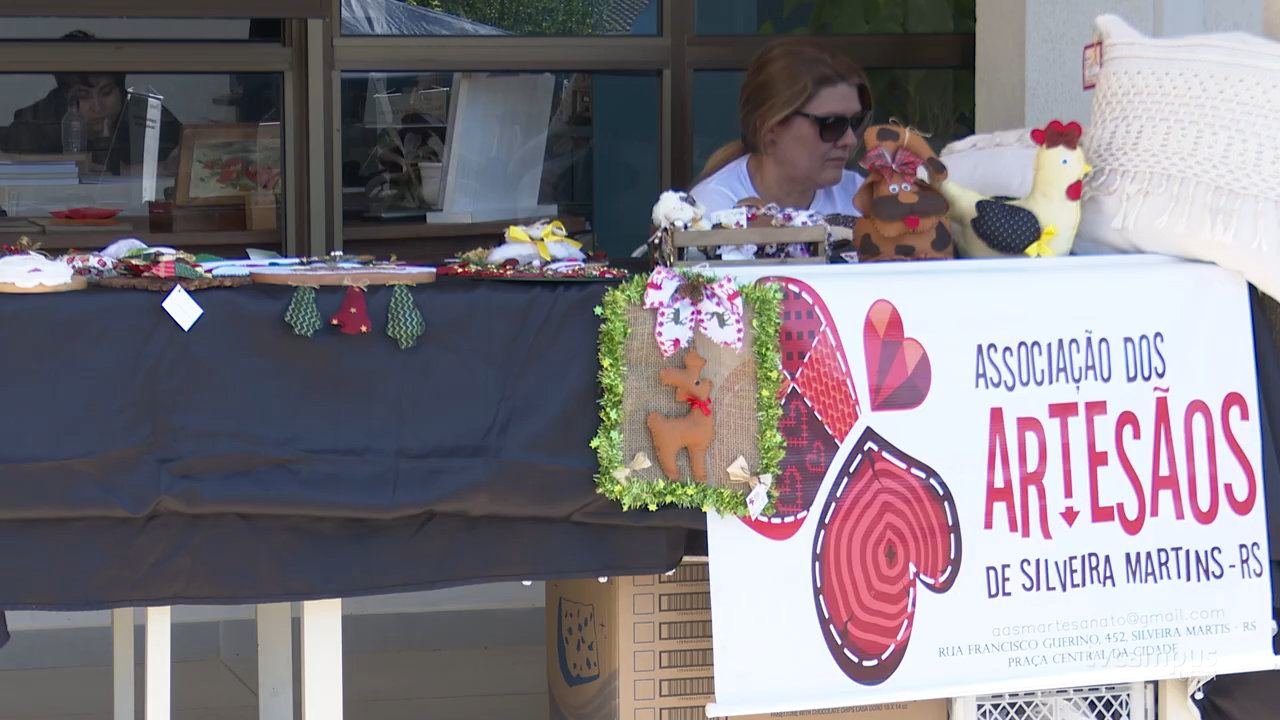 ASSOCIAÇÃO DOS
ARTESÃOS
DE SILVEIRA MARTINS - RS
aasmartesanato@gmail.com
RUA FRANCISCO GUERINO, 452, SILVEIRA MARTIS - RS
PRAÇA CENTRAL DA CIDADE
tvcampus